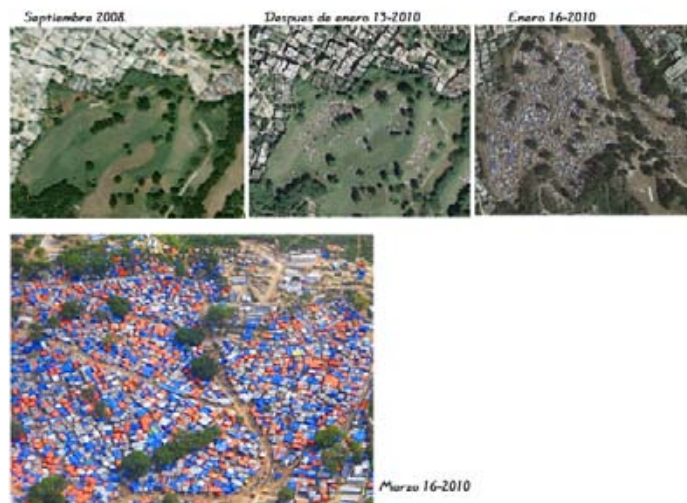 Septiembre 2008.
Despues de enero 13-2010
Enero 16-2010
Marzo 16-2010